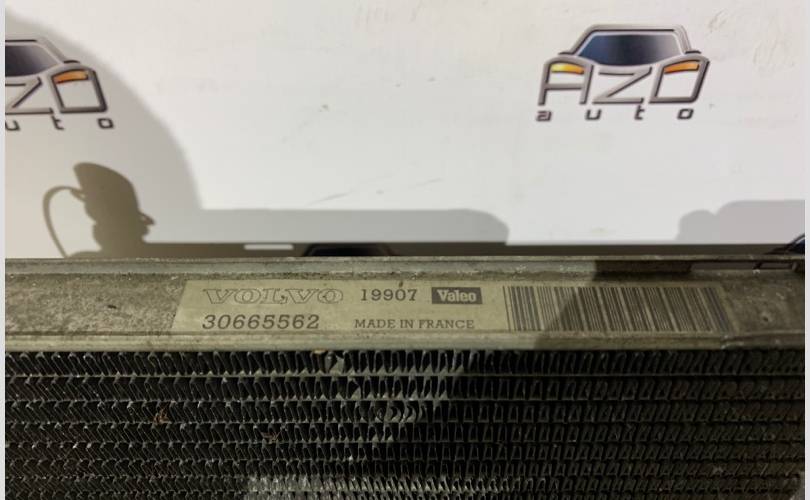 AZO
auto
AZO
auto
VOLVO 19907 Valeo
30665562 MADE IN FRANCE